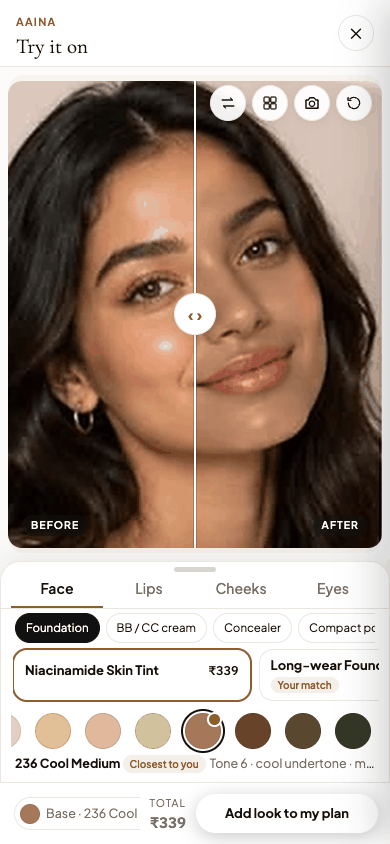 AAINA
Try it on
BEFORE
AFTER
Face Lips Cheeks Eyes
Foundation BB / CC cream Concealer Compact po
Niacinamide Skin Tint ₹339
Long-wear Found
Your match
236 Cool Medium Closest to you Tone 6 · cool undertone · m...
Base · 236 Cool
TOTAL
₹339
Add look to my plan